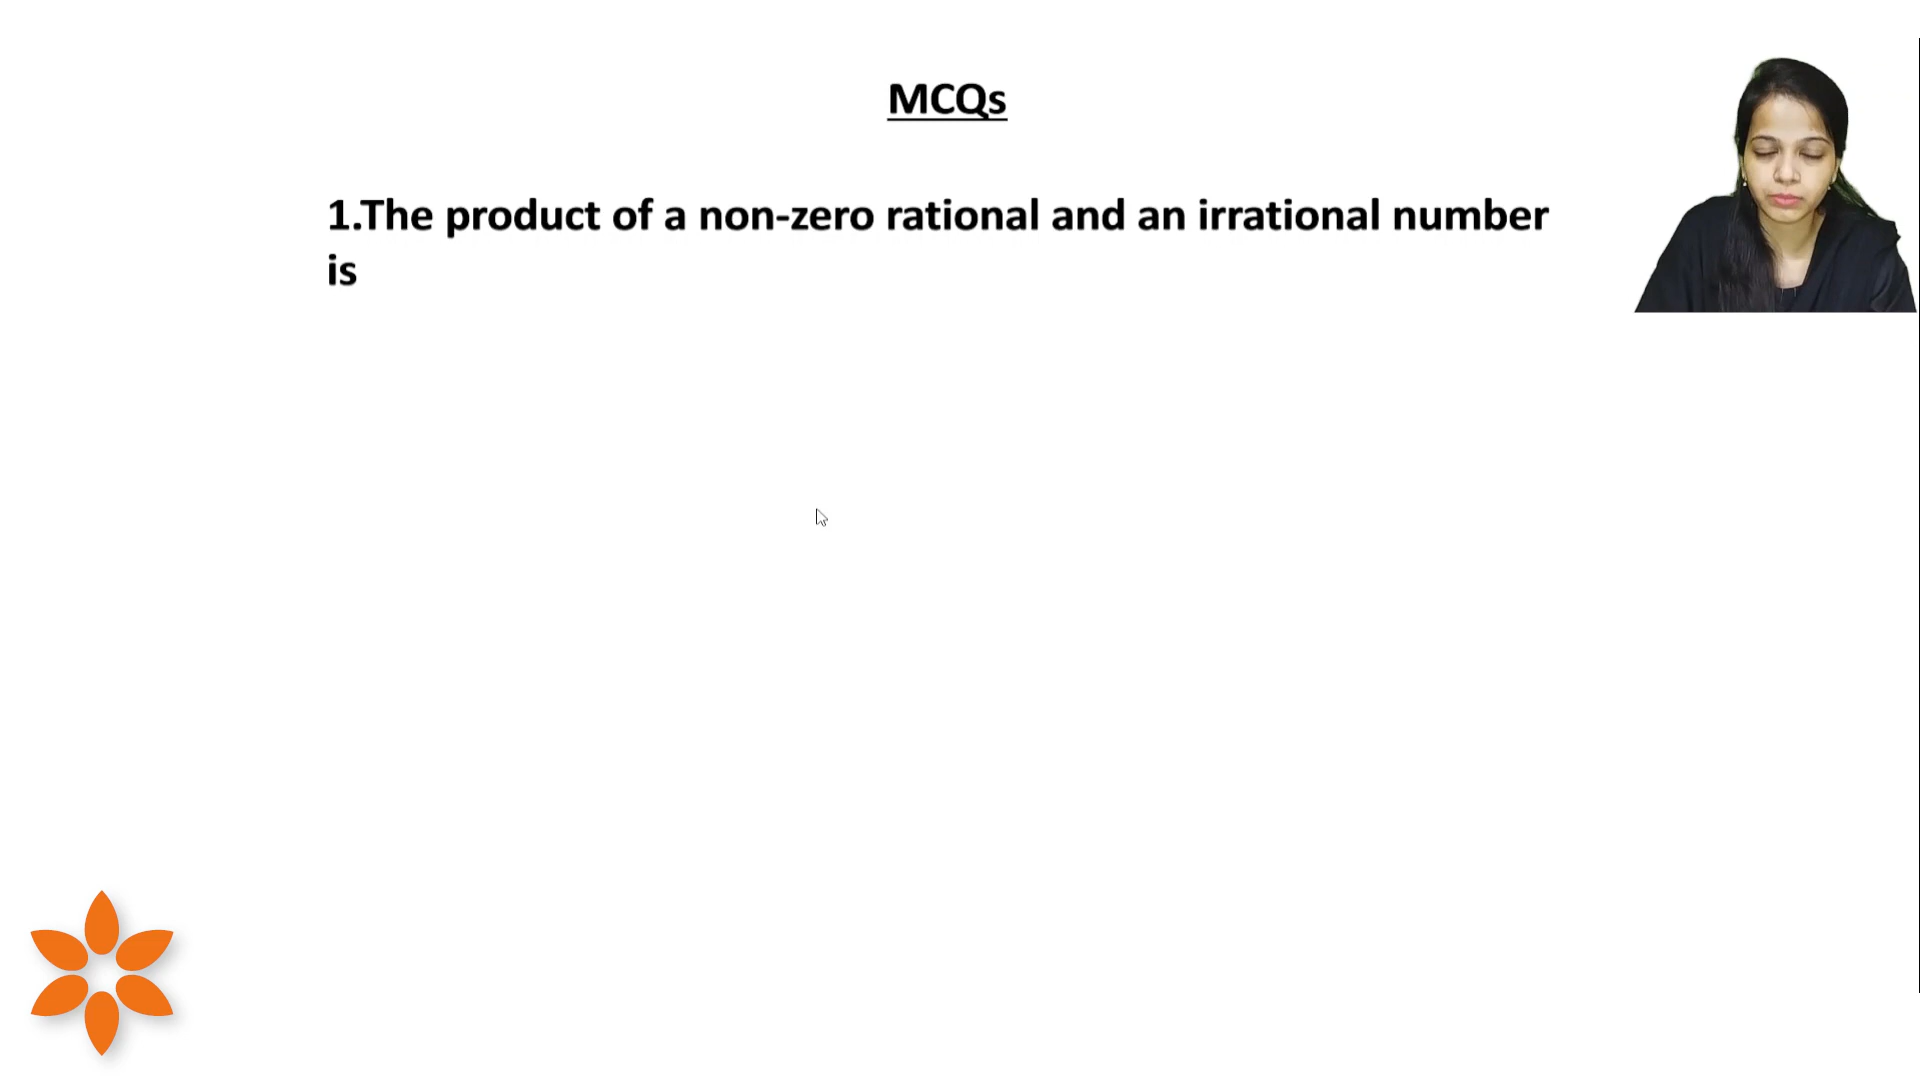 MCQs
1.The product of a non-zero rational and an irrational number
is